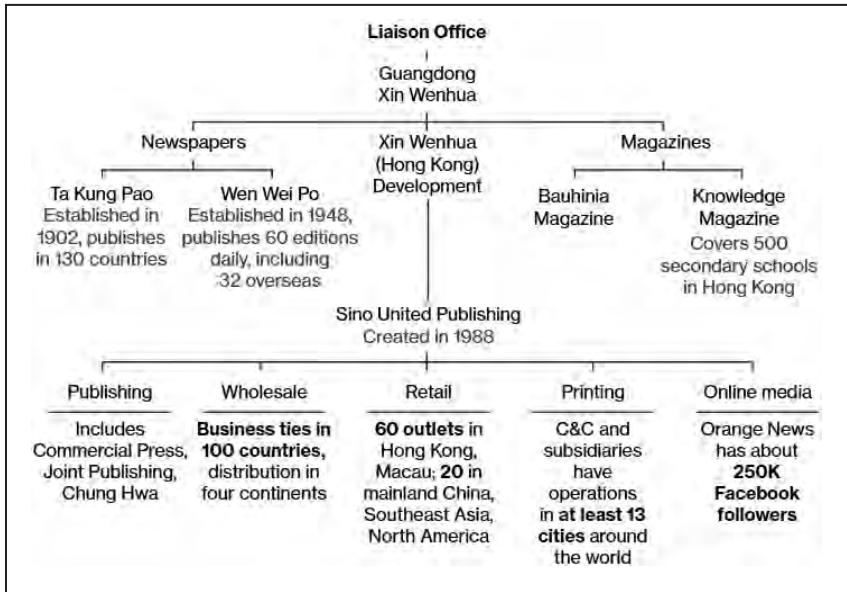 Liaison Office
Guangdong
Xin Wenhua
Newspapers
Ta Kung Pao
Established in
1902, publishes
in 130 countries
Wen Wei Po
Established in 1948,
publishes 60 editions
daily, including
32 overseas
Xin Wenhua
(Hong Kong)
Development
Magazines
Bauhinia
Magazine
Knowledge
Magazine
Covers 500
secondary schools
in Hong Kong
Sino United Publishing
Created in 1988
Publishing
Includes
Commercial Press,
Joint Publishing,
Chung Hwa
Wholesale
Business ties in
100 countries,
distribution in
four continents
Retail
60 outlets in
Hong Kong,
Macau; 20 in
mainland China,
Southeast Asia,
North America
Printing
C&C and
subsidiaries
have
operations
in at least 13
cities around
the world
Online media
Orange News
has about
250K
Facebook
followers